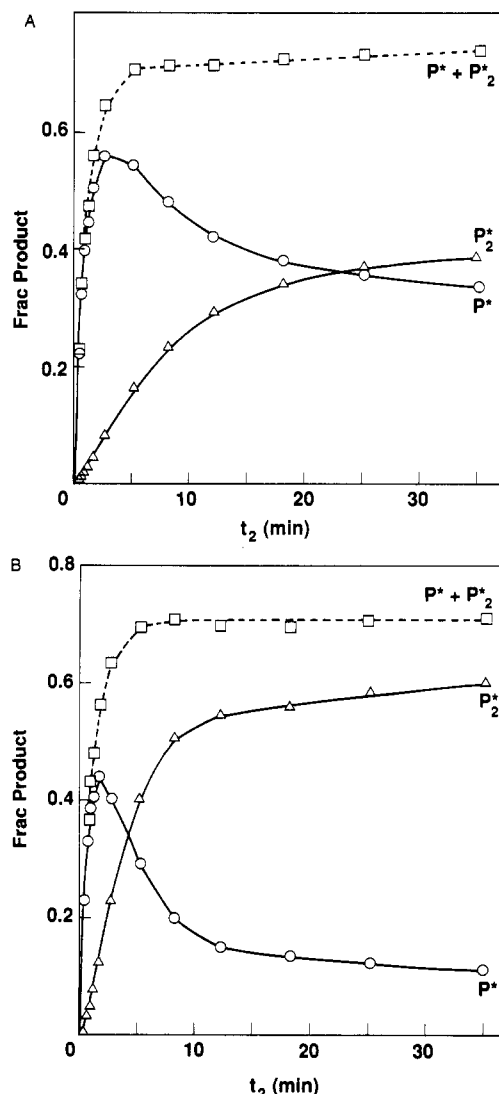 A
P* + P*2
0.6
Frac Product
0.4
P*2
P*
0.2
0
10
20
30
t2 (min)
B
0.8
P* + P*2
0.6
P*2
Frac Product
0.4
0.2
P*
0
10
20
30
t2 (min)